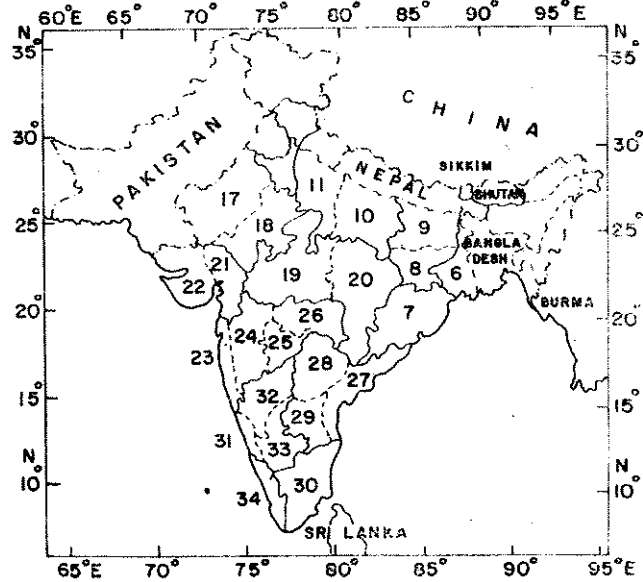 60°E 65° 70° 75° 80° 85° 90° 95°E
N N
35° 35°
CHINA
30° 30°
PAKISTAN
NEPAL
SIKKIM
BHUTAN
17 11
25° 25°
18 10 9
BANGLA
DESH
21 19 20 8 6
22
20° 20°
26 7
BURMA
24 25
23 28 27
15° 15°
32 29
31 33
N N
10° 10°
34 30
SRI LANKA
65°E 70° 75° 80° 85° 90° 95°E